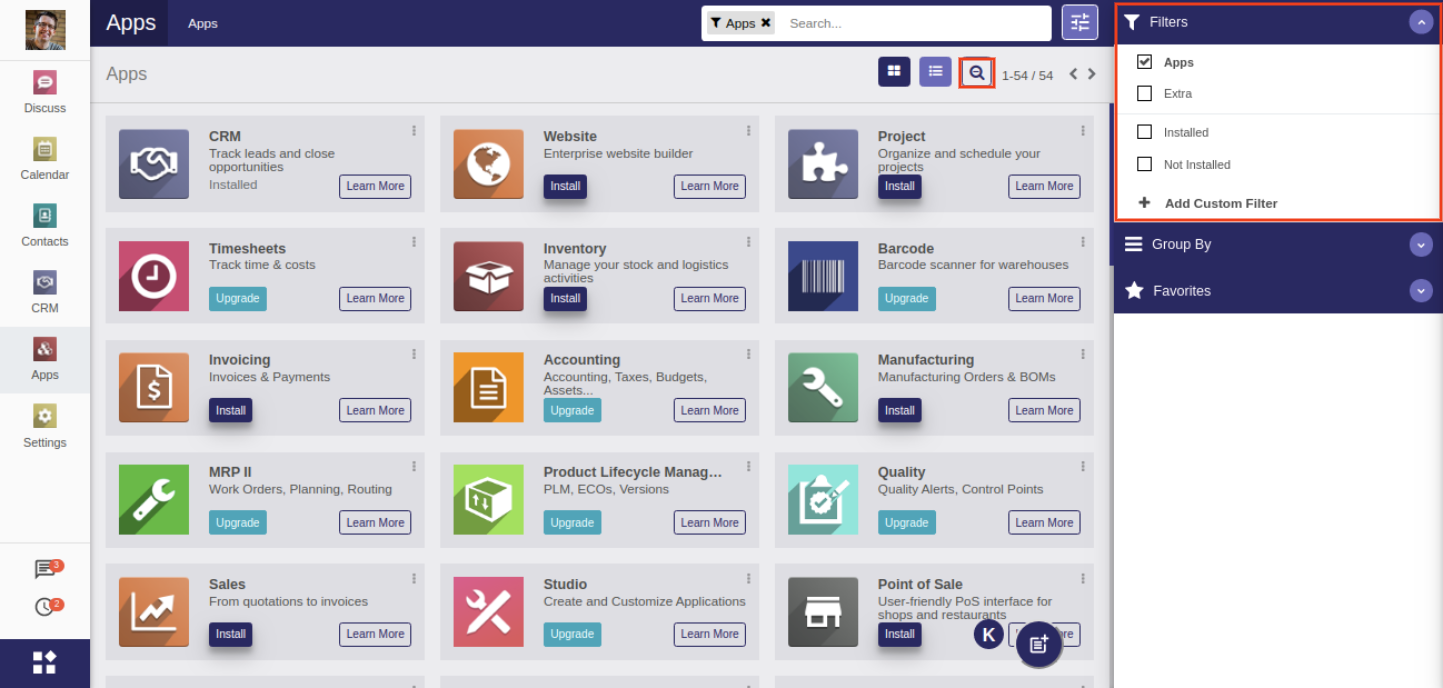 Apps
Apps
Apps ✖
Search...
Filters
Discuss
Calendar
Contacts
CRM
Apps
Settings
3
2
Apps
1-54 / 54
CRM
Track leads and close
opportunities
Installed
Learn More
Website
Enterprise website builder
Install
Learn More
Project
Organize and schedule your
projects
Install
Learn More
Timesheets
Track time & costs
Upgrade
Learn More
Inventory
Manage your stock and logistics
activities
Install
Learn More
Barcode
Barcode scanner for warehouses
Upgrade
Learn More
Invoicing
Invoices & Payments
Install
Learn More
Accounting
Accounting, Taxes, Budgets,
Assets...
Upgrade
Learn More
Manufacturing
Manufacturing Orders & BOMs
Install
Learn More
MRP II
Work Orders, Planning, Routing
Upgrade
Learn More
Product Lifecycle Manag...
PLM, ECOs, Versions
Upgrade
Learn More
Quality
Quality Alerts, Control Points
Upgrade
Learn More
Sales
From quotations to invoices
Install
Learn More
Studio
Create and Customize Applications
Upgrade
Learn More
Point of Sale
User-friendly PoS interface for
shops and restaurants
Install
K
Apps
Extra
Installed
Not Installed
Add Custom Filter
Group By
Favorites